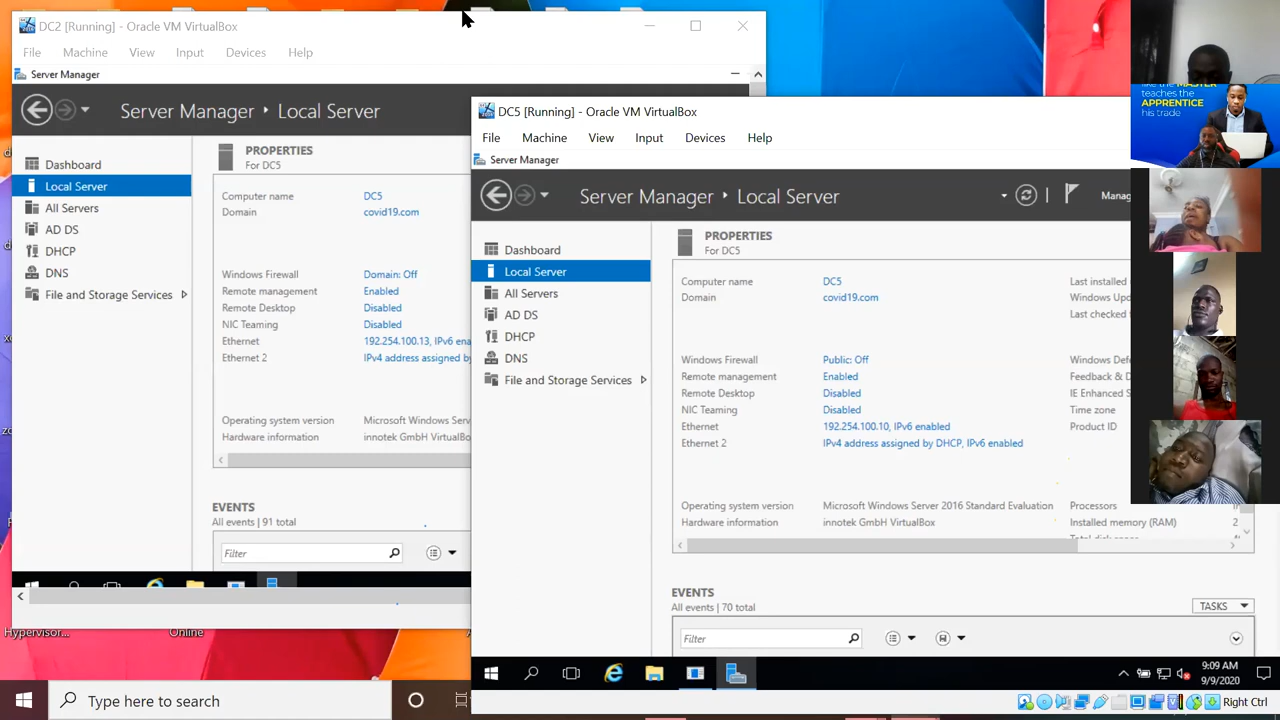 DC2 [Running] - Oracle VM VirtualBox
File Machine View Input Devices Help
Server Manager
Server Manager Local Server
Dashboard
Local Server
All Servers
AD DS
DHCP
DNS
File and Storage Services
PROPERTIES
For DC5
Computer name DC5
Domain covid19.com
Windows Firewall Domain: Off
Remote management Enabled
Remote Desktop Disabled
NIC Teaming Disabled
Ethernet 192.254.100.13, IPv6 ena
Ethernet 2 IPv4 address assigned by
Operating system version Microsoft Windows Serv
Hardware information innotek GmbH VirtualBo
EVENTS
All events | 91 total
Filter
DC5 [Running] - Oracle VM VirtualBox
File Machine View Input Devices Help
Server Manager
Server Manager Local Server
Manag
Dashboard
Local Server
All Servers
AD DS
DHCP
DNS
File and Storage Services
PROPERTIES
For DC5
Computer name DC5 Last installed
Domain covid19.com Windows Upd
Last checked
Windows Firewall Public: Off Windows Def
Remote management Enabled Feedback & D
Remote Desktop Disabled IE Enhanced S
NIC Teaming Disabled Time zone
Ethernet 192.254.100.10, IPv6 enabled Product ID
Ethernet 2 IPv4 address assigned by DHCP, IPv6 enabled
Operating system version Microsoft Windows Server 2016 Standard Evaluation Processors
Hardware information innotek GmbH VirtualBox Installed memory (RAM) 2
Total disk space
EVENTS
All events | 70 total
TASKS
Filter
9:09 AM
9/9/2020
Right Ctrl
like the MASTER
teaches the
APPRENTICE
his trade
Hypervisor...
Online
Type here to search